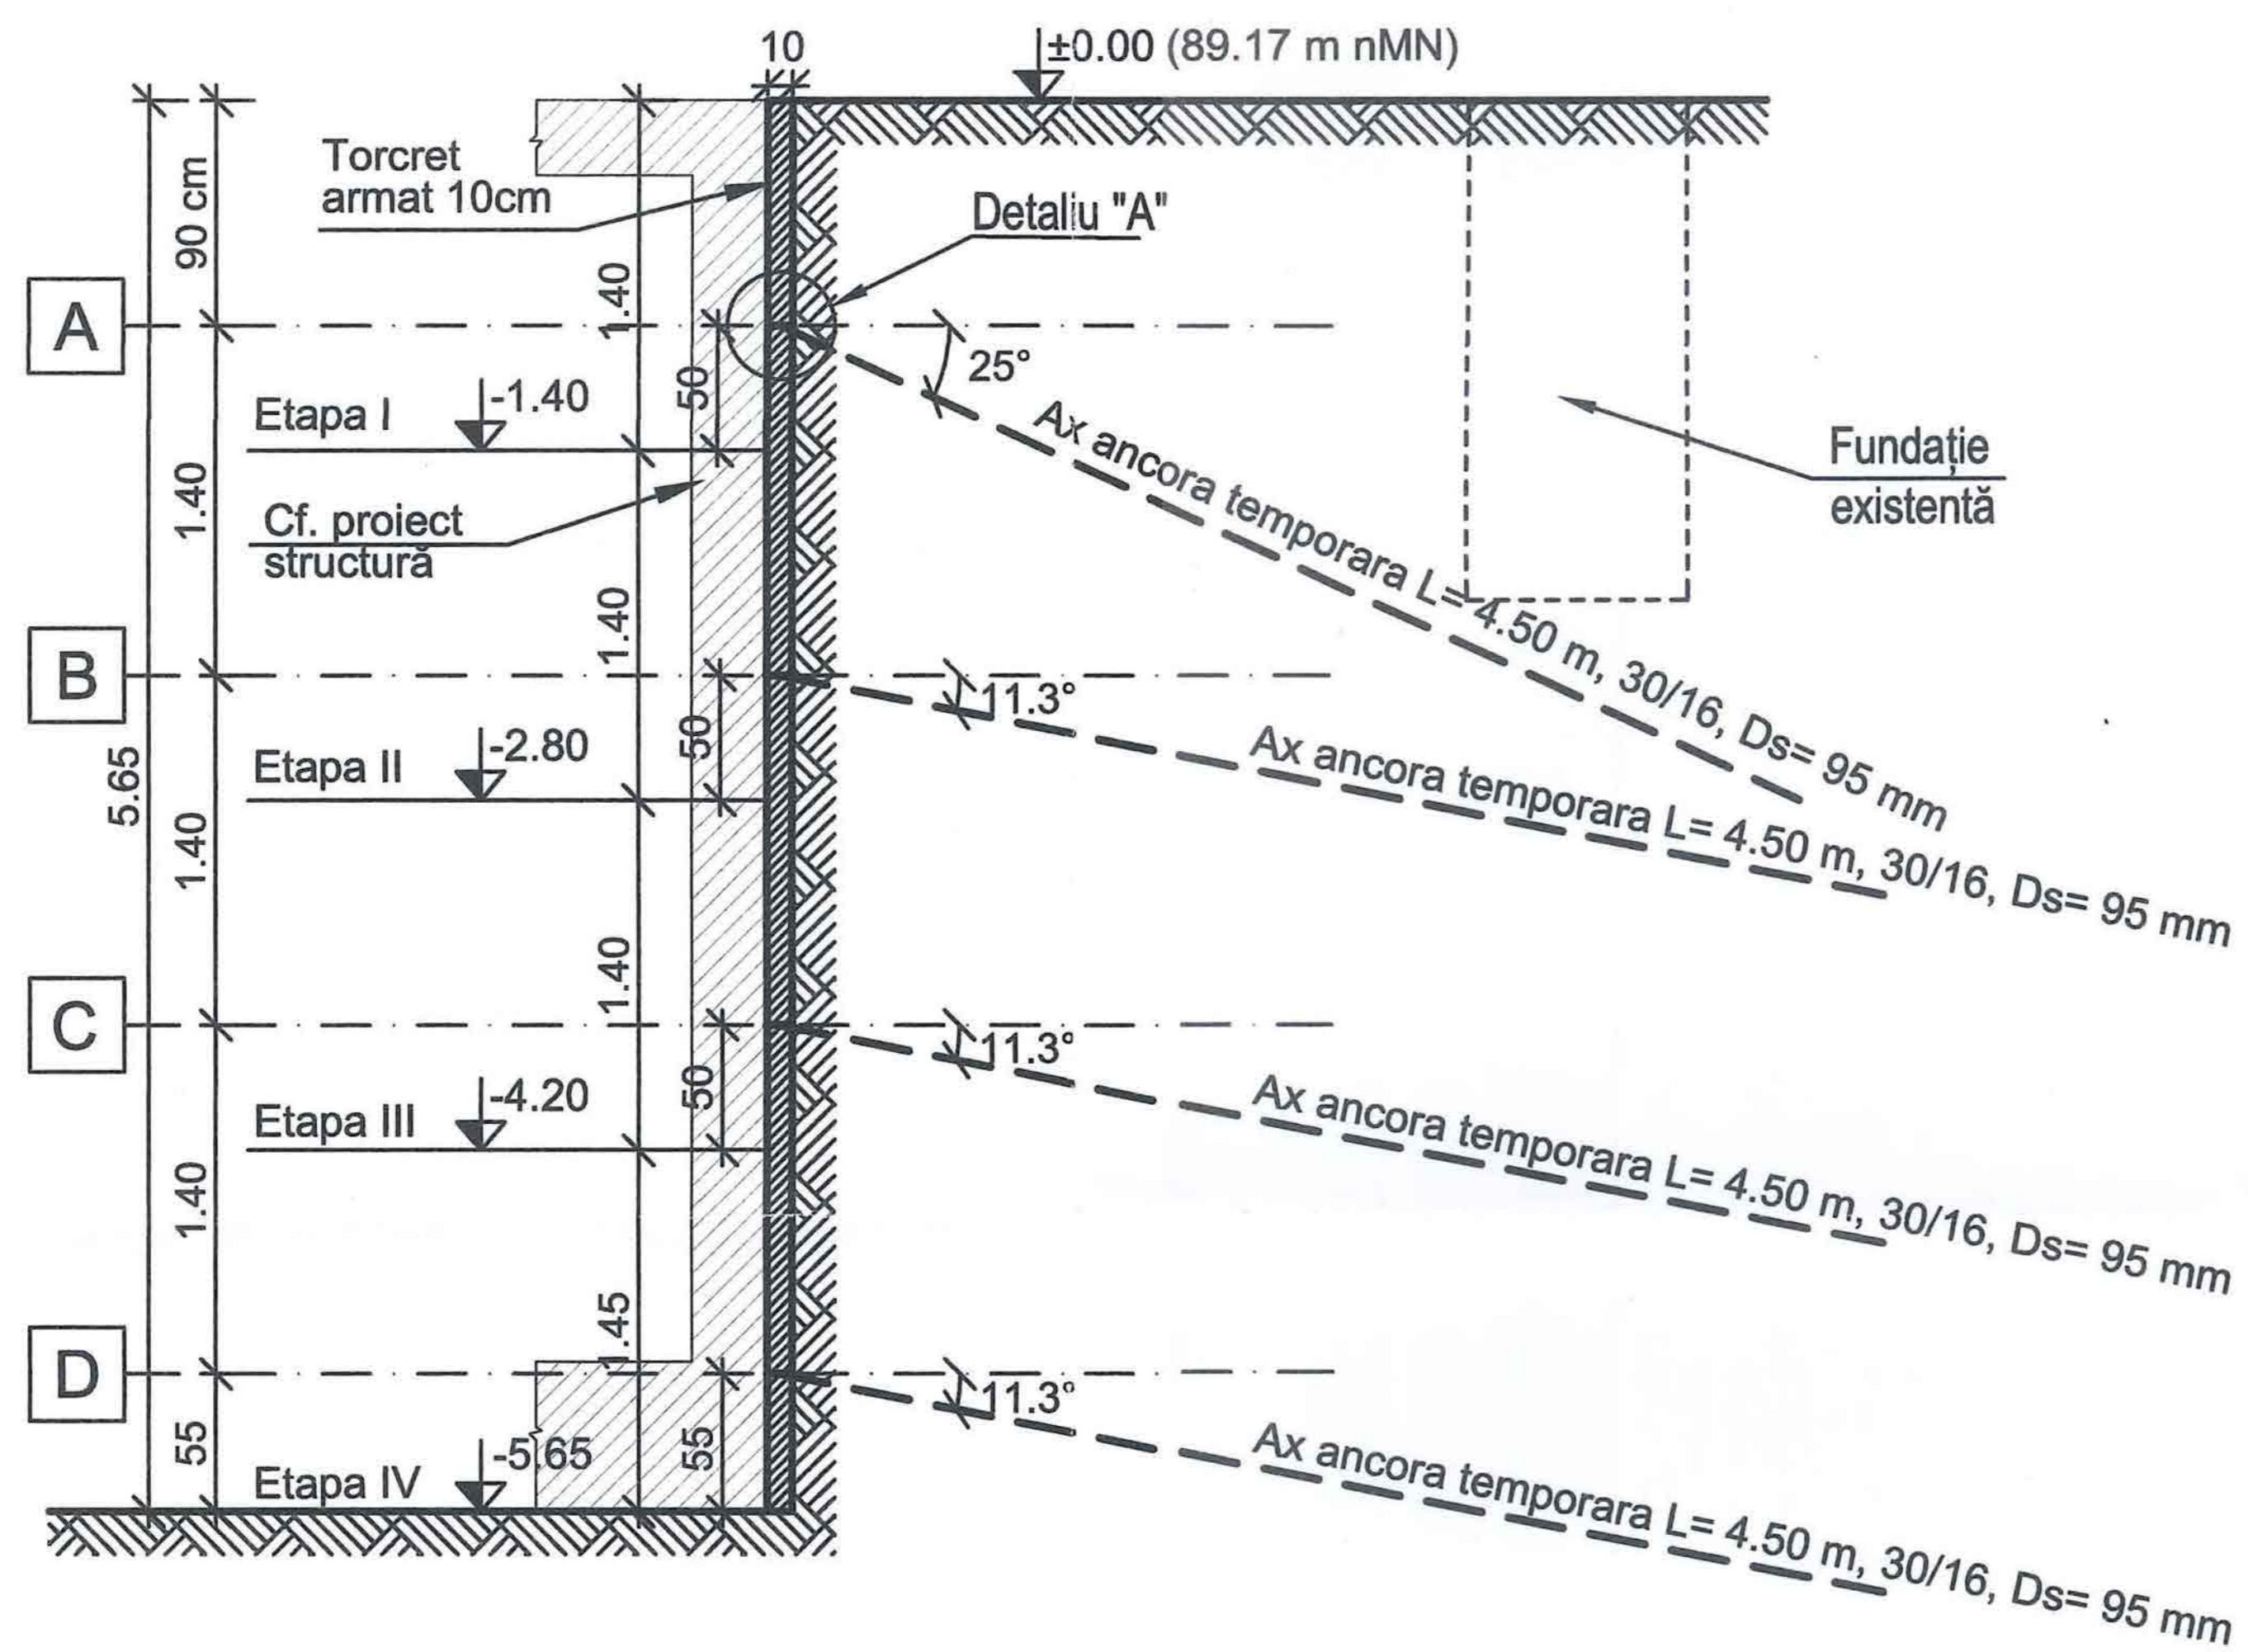 10
±0.00 (89.17 m nMN)
Torcret
armat 10cm
90 cm
Detaliu "A"
1.40
A
25°
50
Etapa I
-1.40
Ax ancora temporara L= 4.50 m, 30/16, Ds= 95 mm
Fundație
existentă
1.40
Cf. proiect
structură
1.40
B
11.3°
50
Etapa II
-2.80
5.65
Ax ancora temporara L= 4.50 m, 30/16, Ds= 95 mm
1.40
1.40
C
11.3°
50
Etapa III
-4.20
Ax ancora temporara L= 4.50 m, 30/16, Ds= 95 mm
1.40
1.45
D
11.3°
55
55
Etapa IV
-5.65
Ax ancora temporara L= 4.50 m, 30/16, Ds= 95 mm